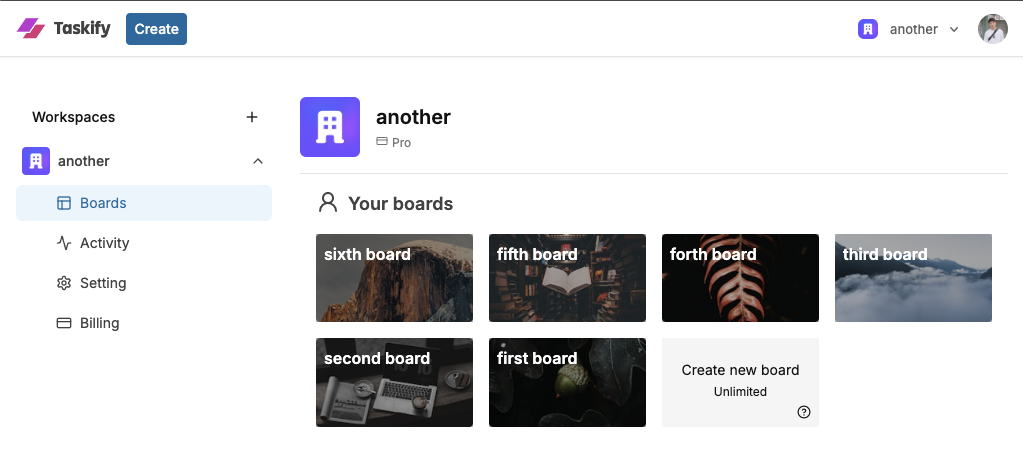 Taskify
Create
another
Workspaces
another
Boards
Activity
Setting
Billing
another
Pro
Your boards
sixth board
fifth board
forth board
third board
second board
first board
Create new board
Unlimited